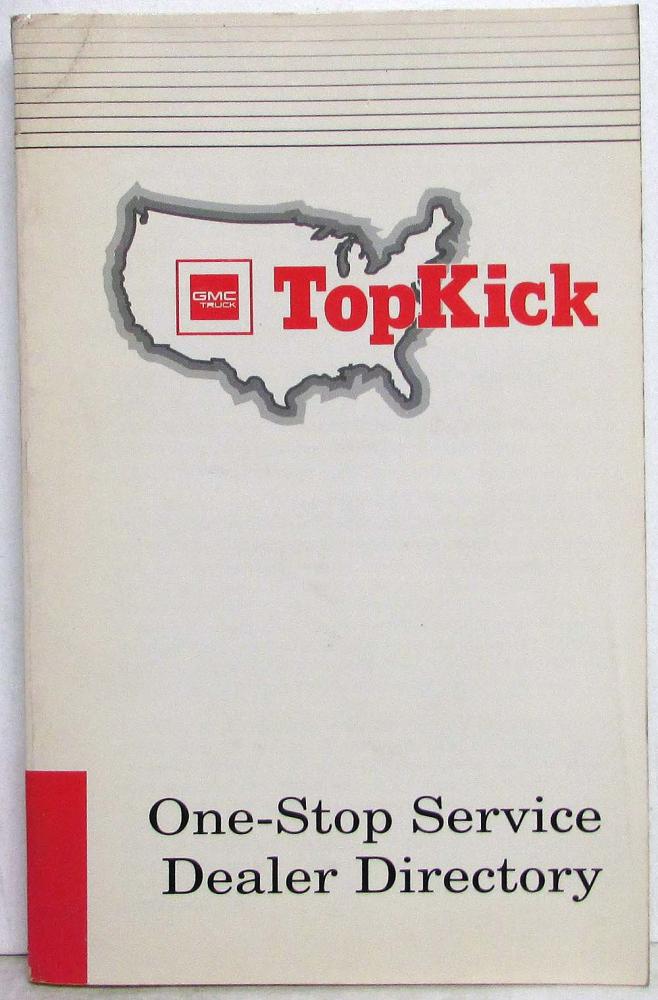 GMC
TRUCK
TopKick
One-Stop Service
Dealer Directory